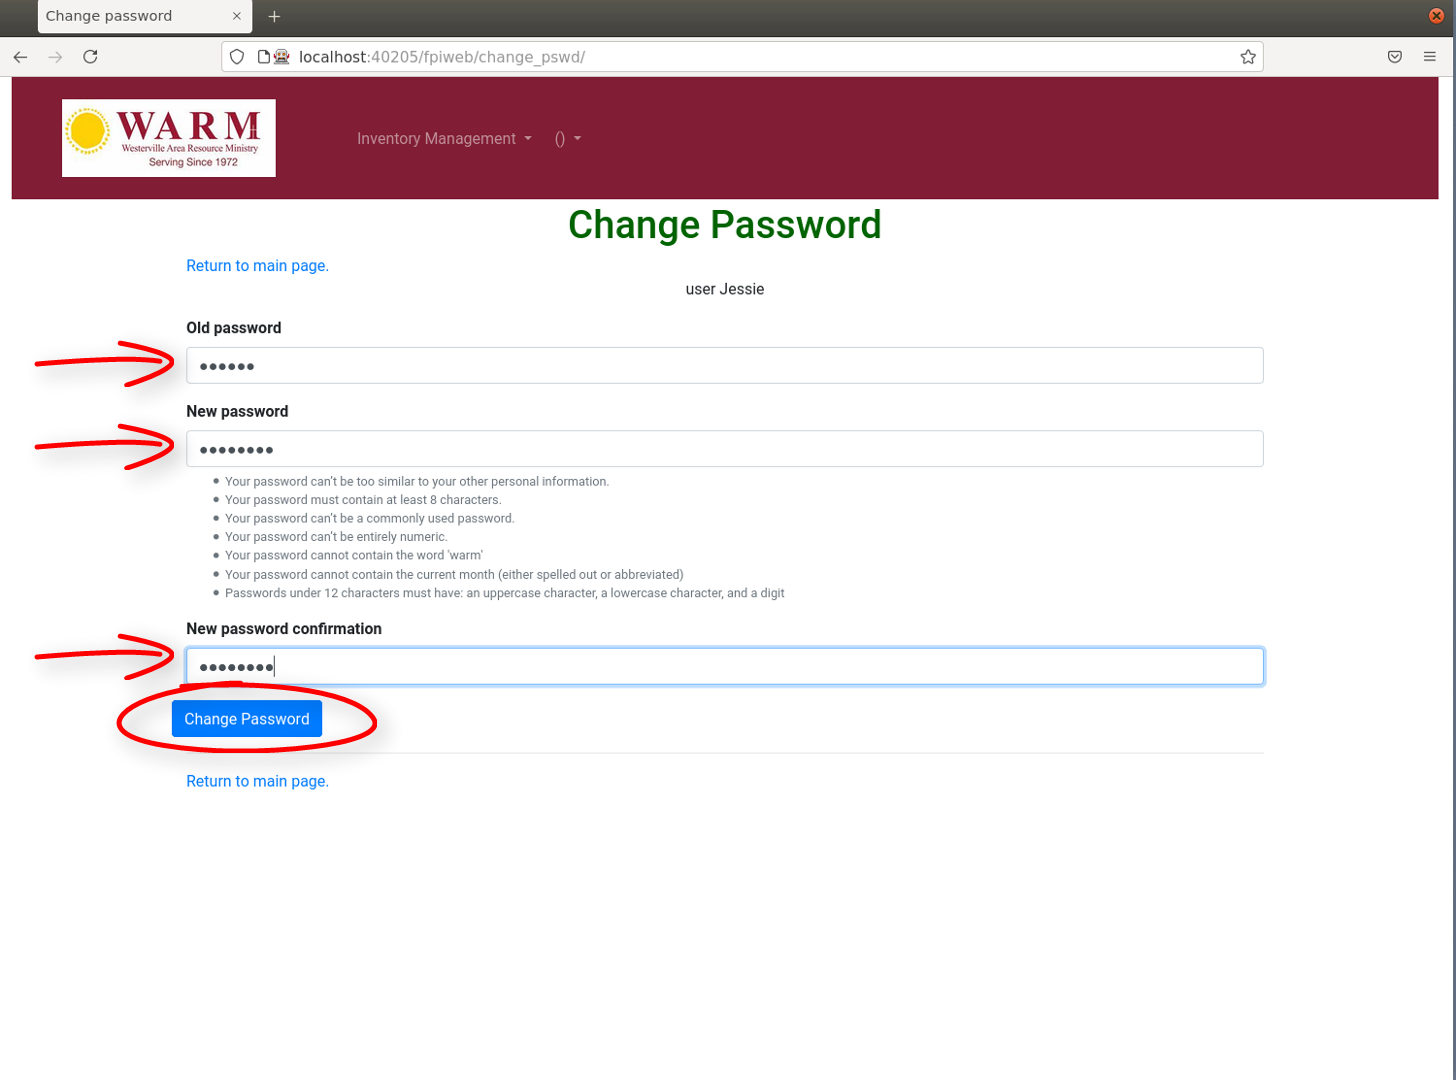 Change password
localhost:40205/fpiweb/change_pswd/
WARM
Westerville Area Resource Ministry
Serving Since 1972
Inventory Management
()
Change Password
Return to main page.
user Jessie
Old password
●●●●●●
New password
●●●●●●●●
Your password can't be too similar to your other personal information.
Your password must contain at least 8 characters.
Your password can't be a commonly used password.
Your password can't be entirely numeric.
Your password cannot contain the word 'warm'
Your password cannot contain the current month (either spelled out or abbreviated)
Passwords under 12 characters must have: an uppercase character, a lowercase character, and a digit
New password confirmation
●●●●●●●●
Change Password
Return to main page.